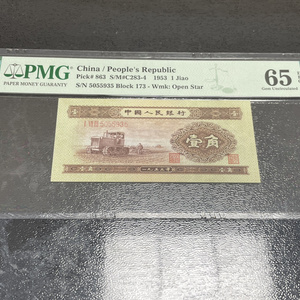 PMG
PAPER MONEY GUARANTY
China / People's Republic
Pick# 863 S/M#C283-4 1953 1 Jiao
S/N 5055935 Block 173 - Wmk: Open Star
65
Gem Uncirculated
中國人民銀行
5055935
壹角